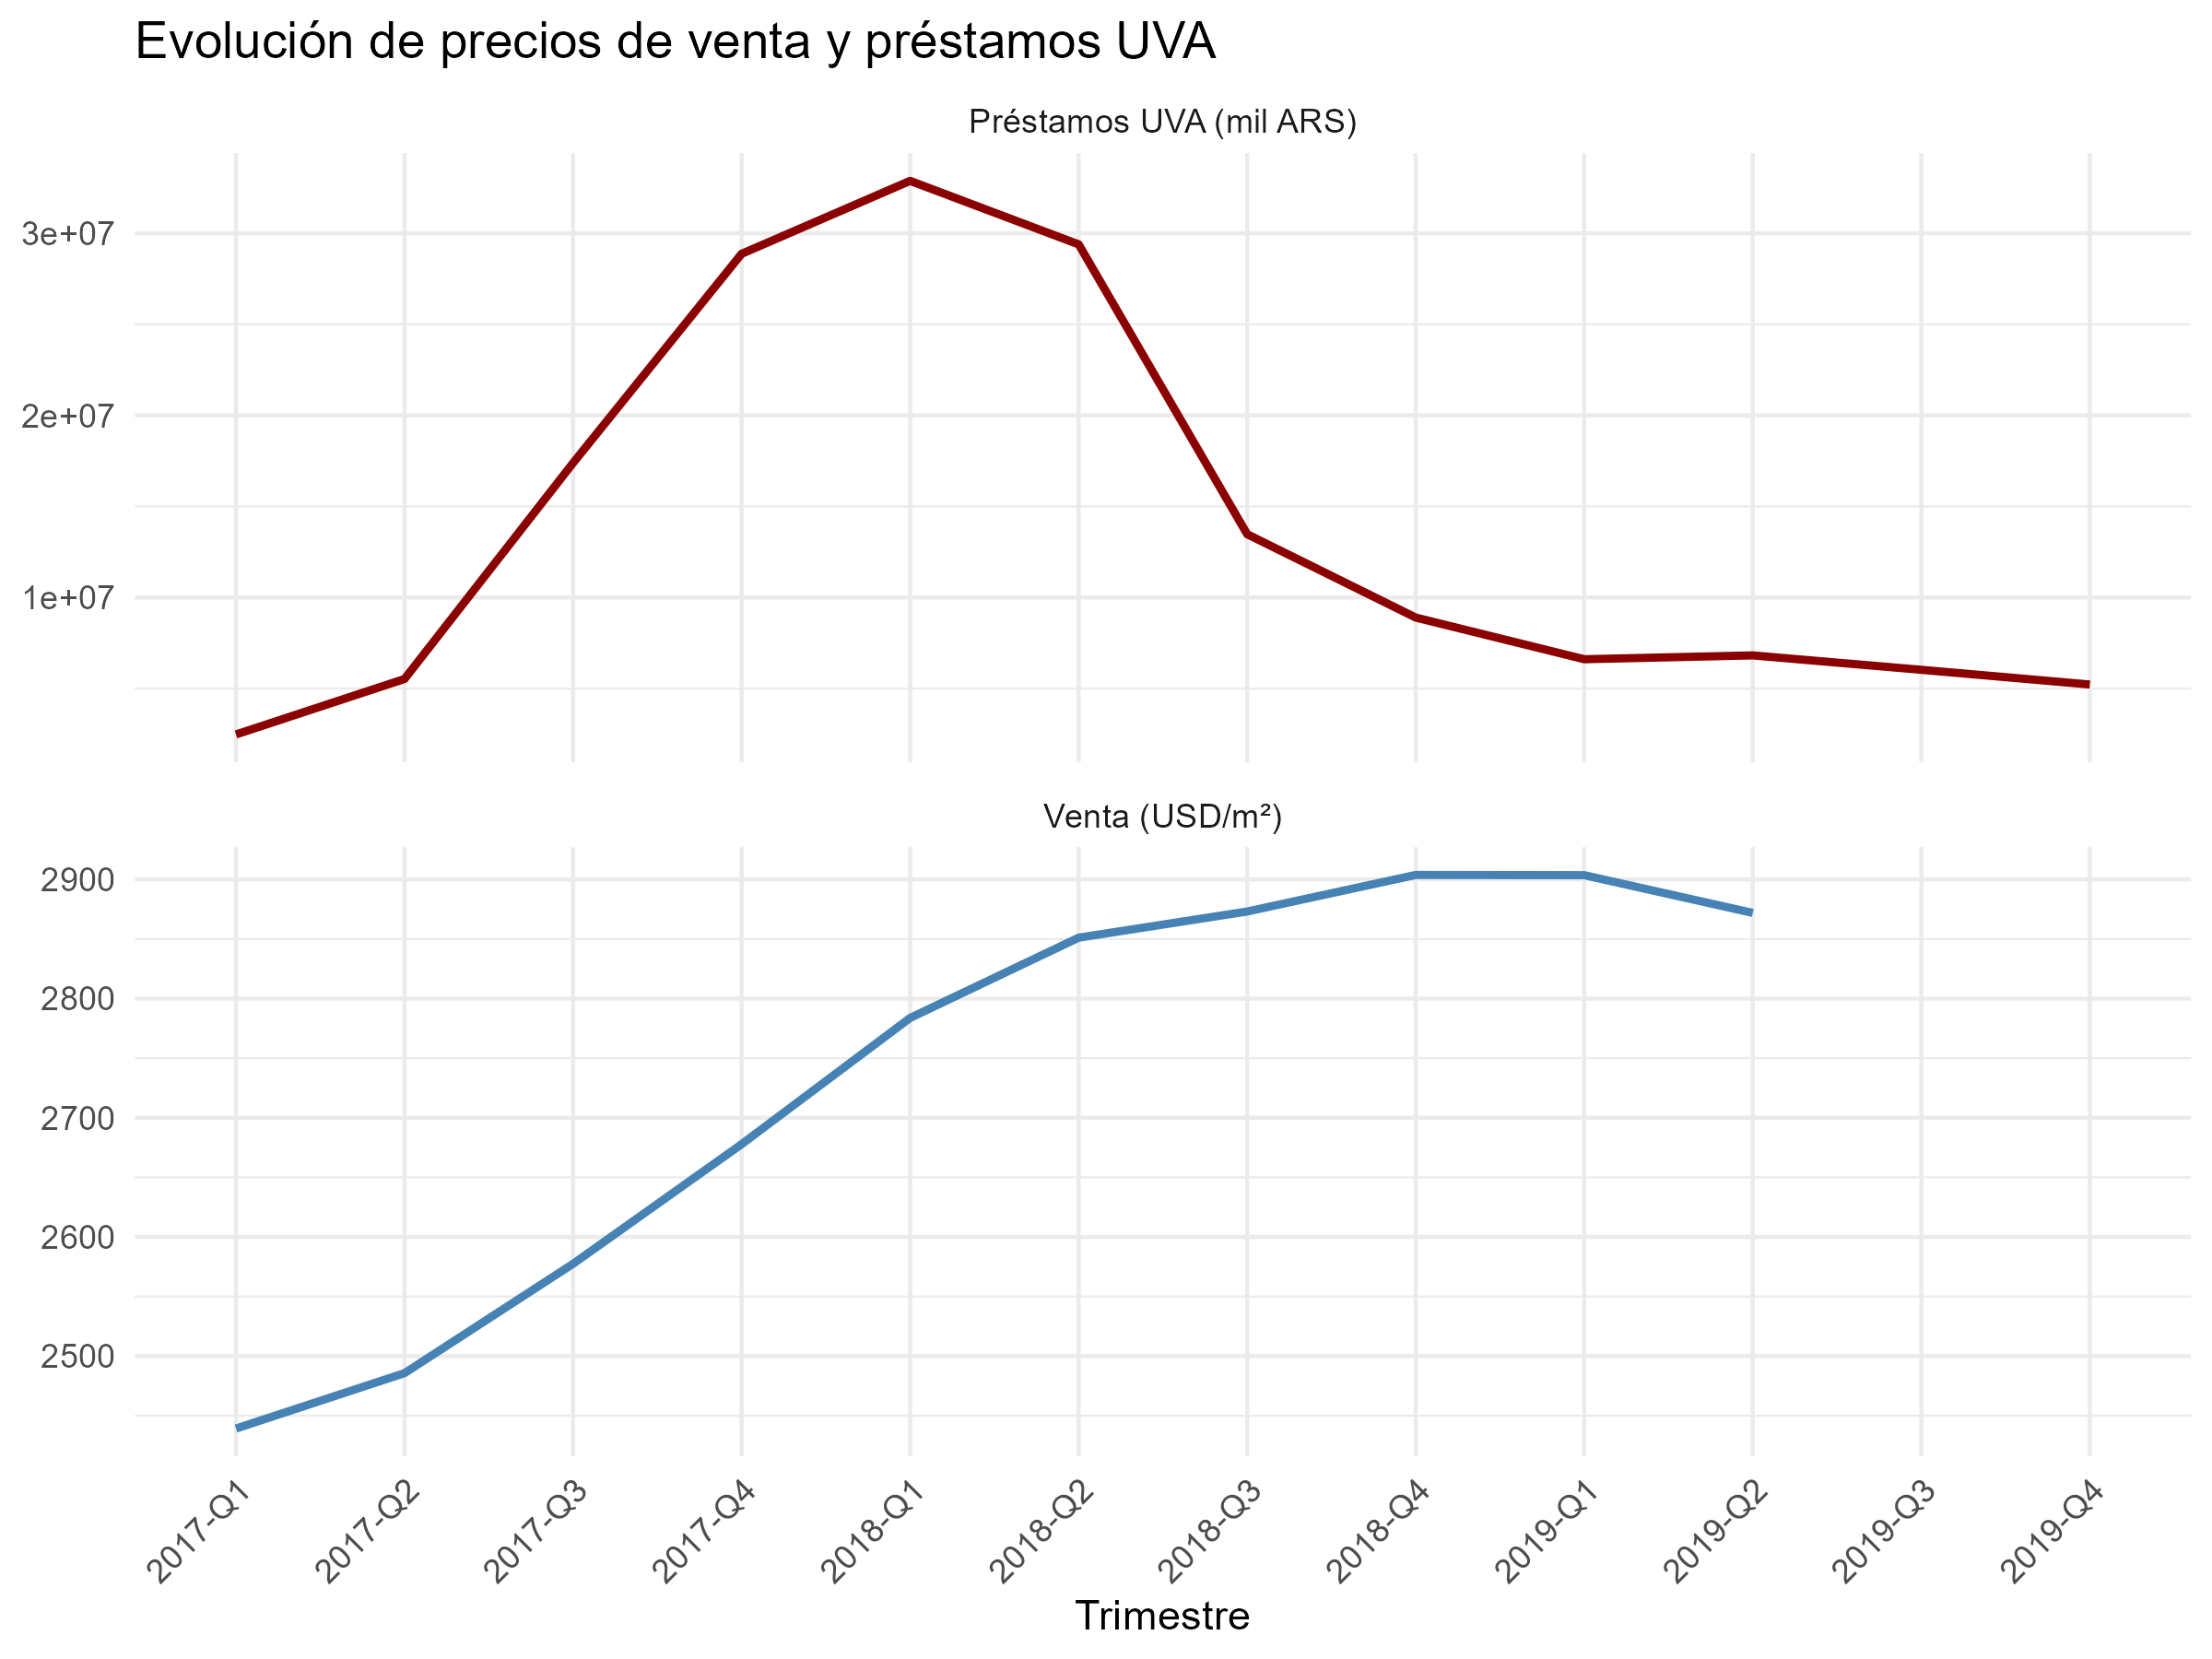 Evolución de precios de venta y préstamos UVA
Préstamos UVA (mil ARS)
3e+07
2e+07
1e+07
Venta (USD/m²)
2900
2800
2700
2600
2500
2017-Q1
2017-Q2
2017-Q3
2017-Q4
2018-Q1
2018-Q2
2018-Q3
2018-Q4
2019-Q1
2019-Q2
2019-Q3
2019-Q4
Trimestre